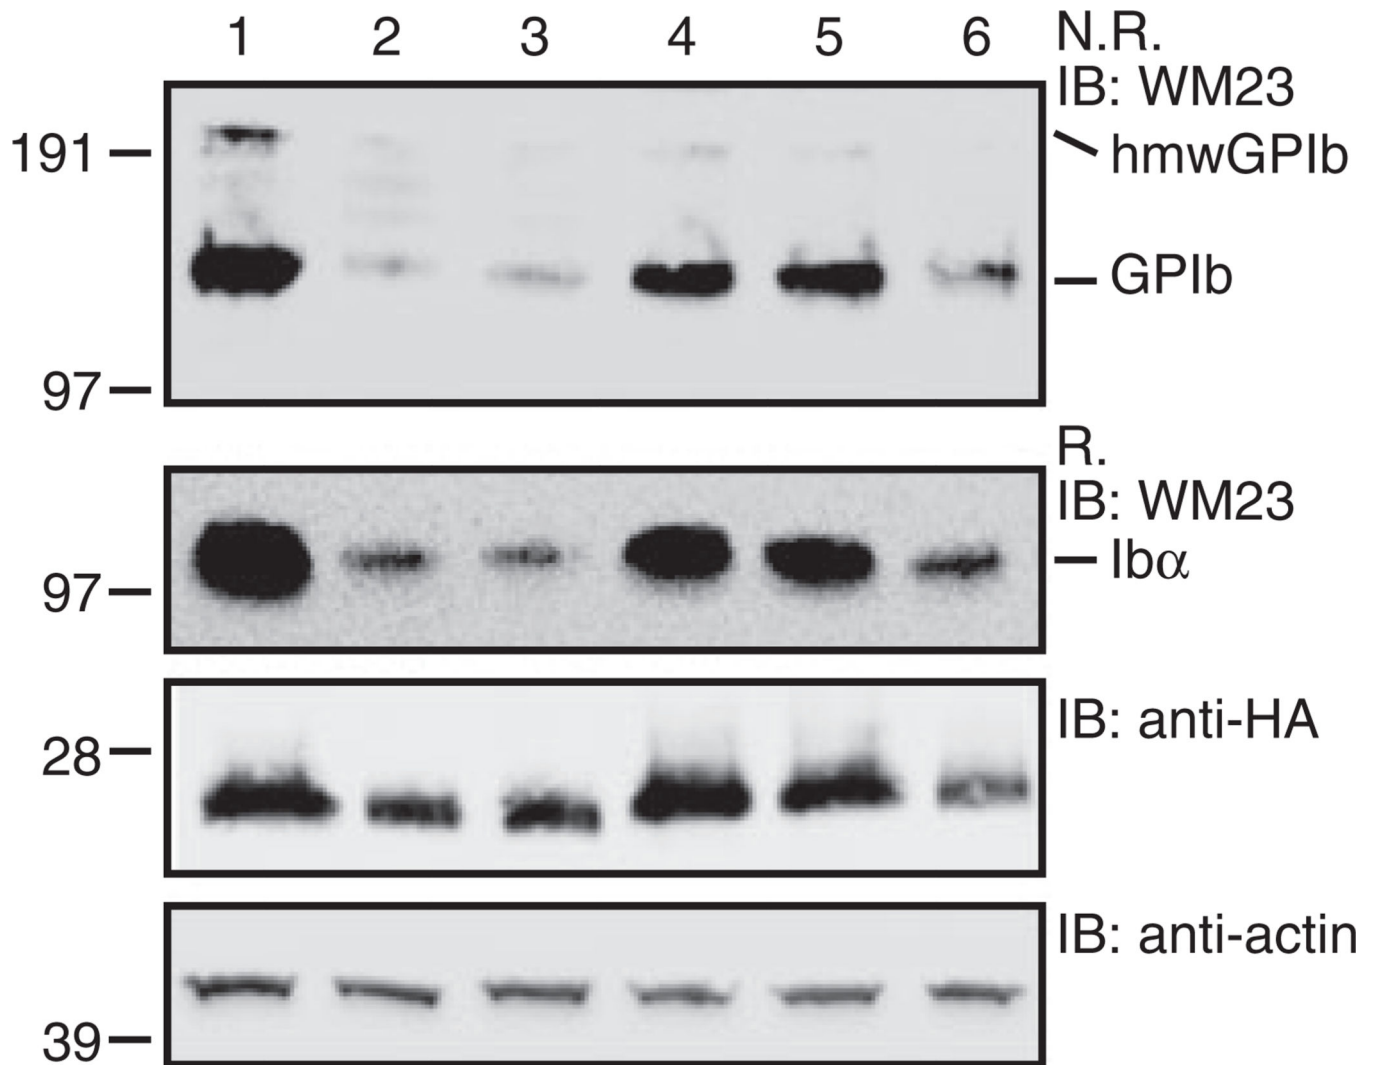 1 2 3 4 5 6 N.R.
IB: WM23
191 hmwGPIb
GPIb
97
R.
IB: WM23
Ibα
97
IB: anti-HA
28
IB: anti-actin
39